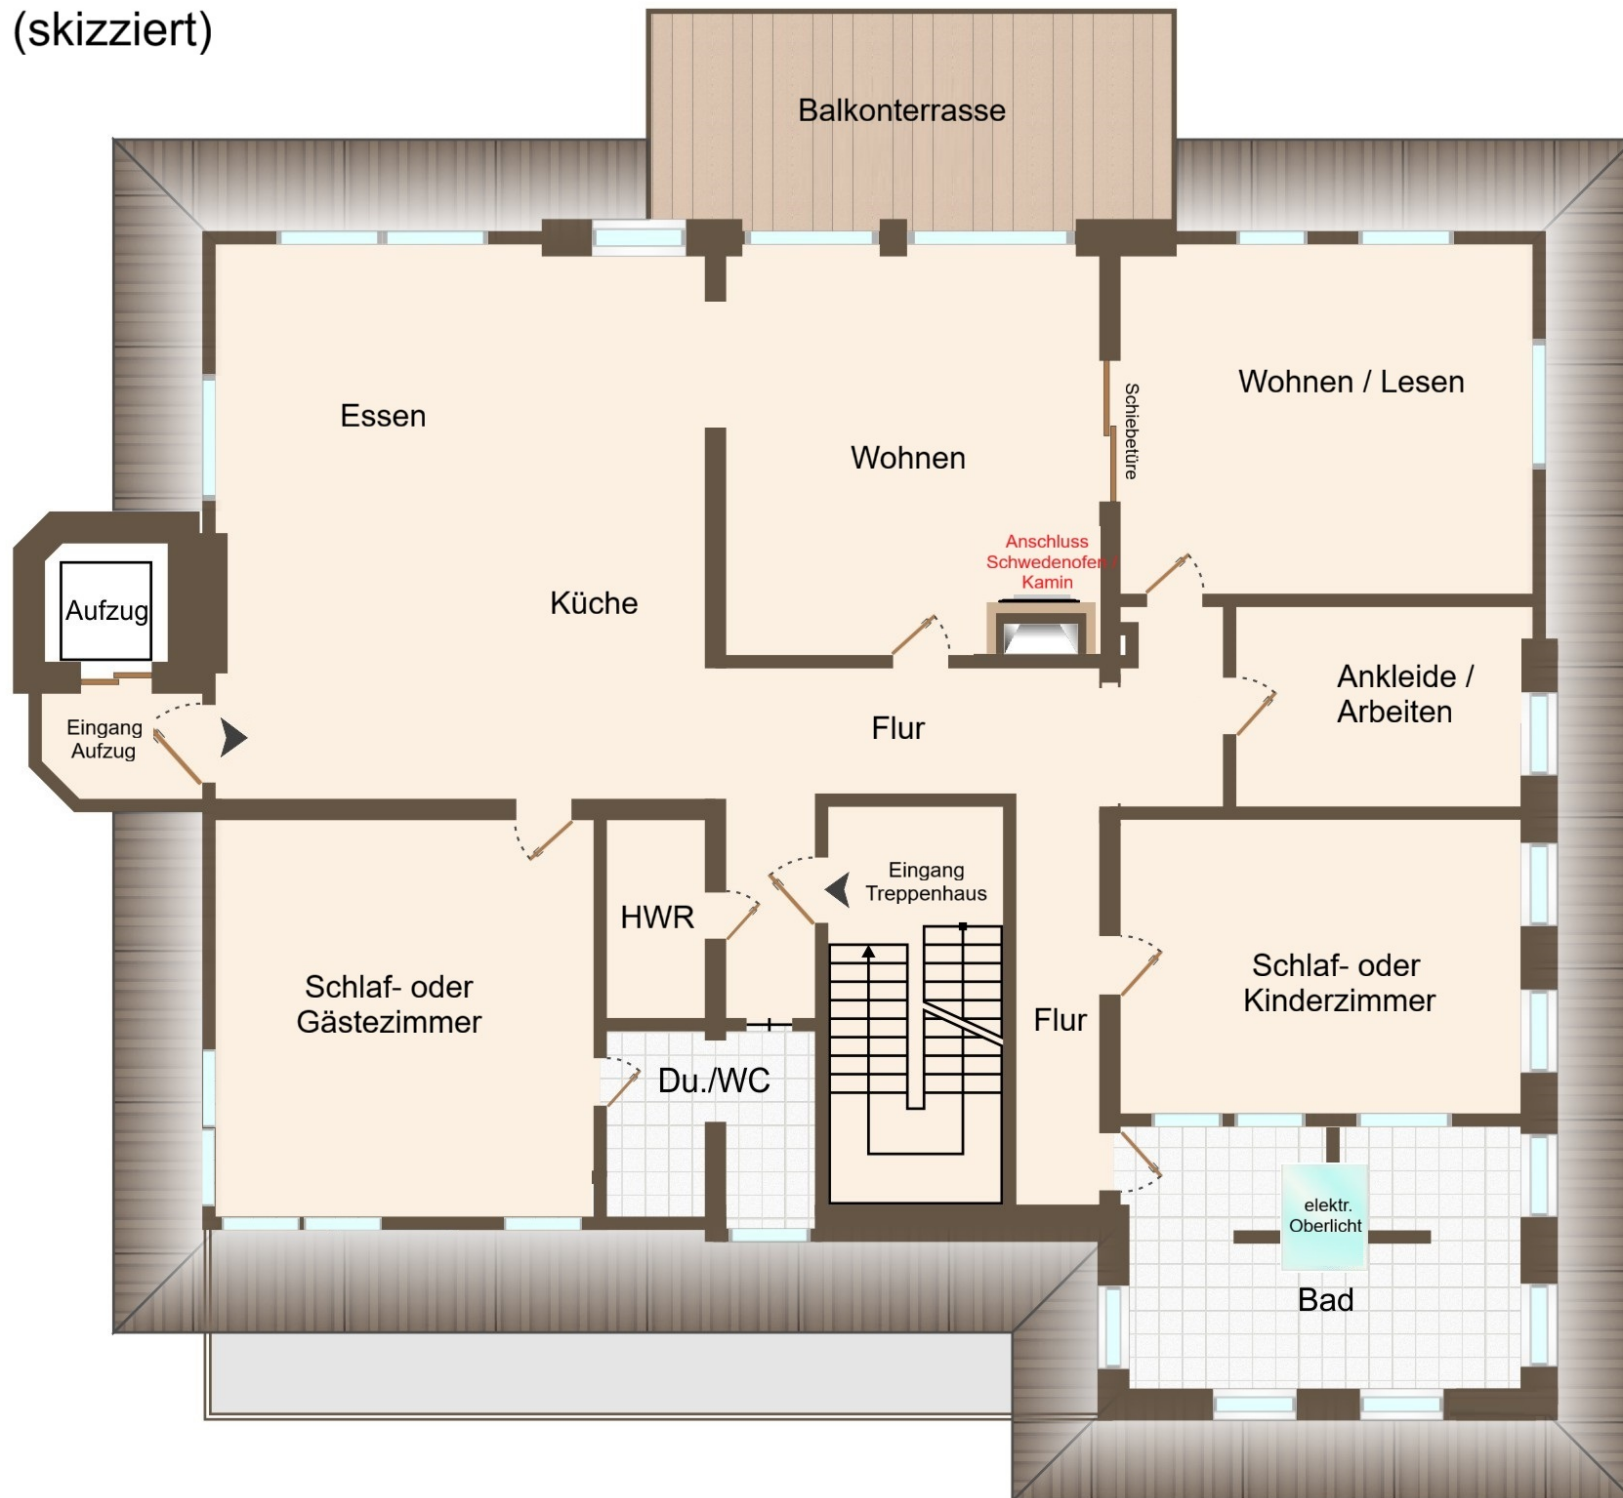 (skizziert)
Balkonterrasse
Essen
Wohnen / Lesen
Schiebetüre
Wohnen
Anschluss
Schwedenofen /
Kamin
Aufzug
Küche
Ankleide /
Arbeiten
Eingang
Aufzug
Flur
Eingang
Treppenhaus
HWR
Schlaf- oder
Gästezimmer
Schlaf- oder
Kinderzimmer
Flur
Du./WC
elektr.
Oberlicht
Bad